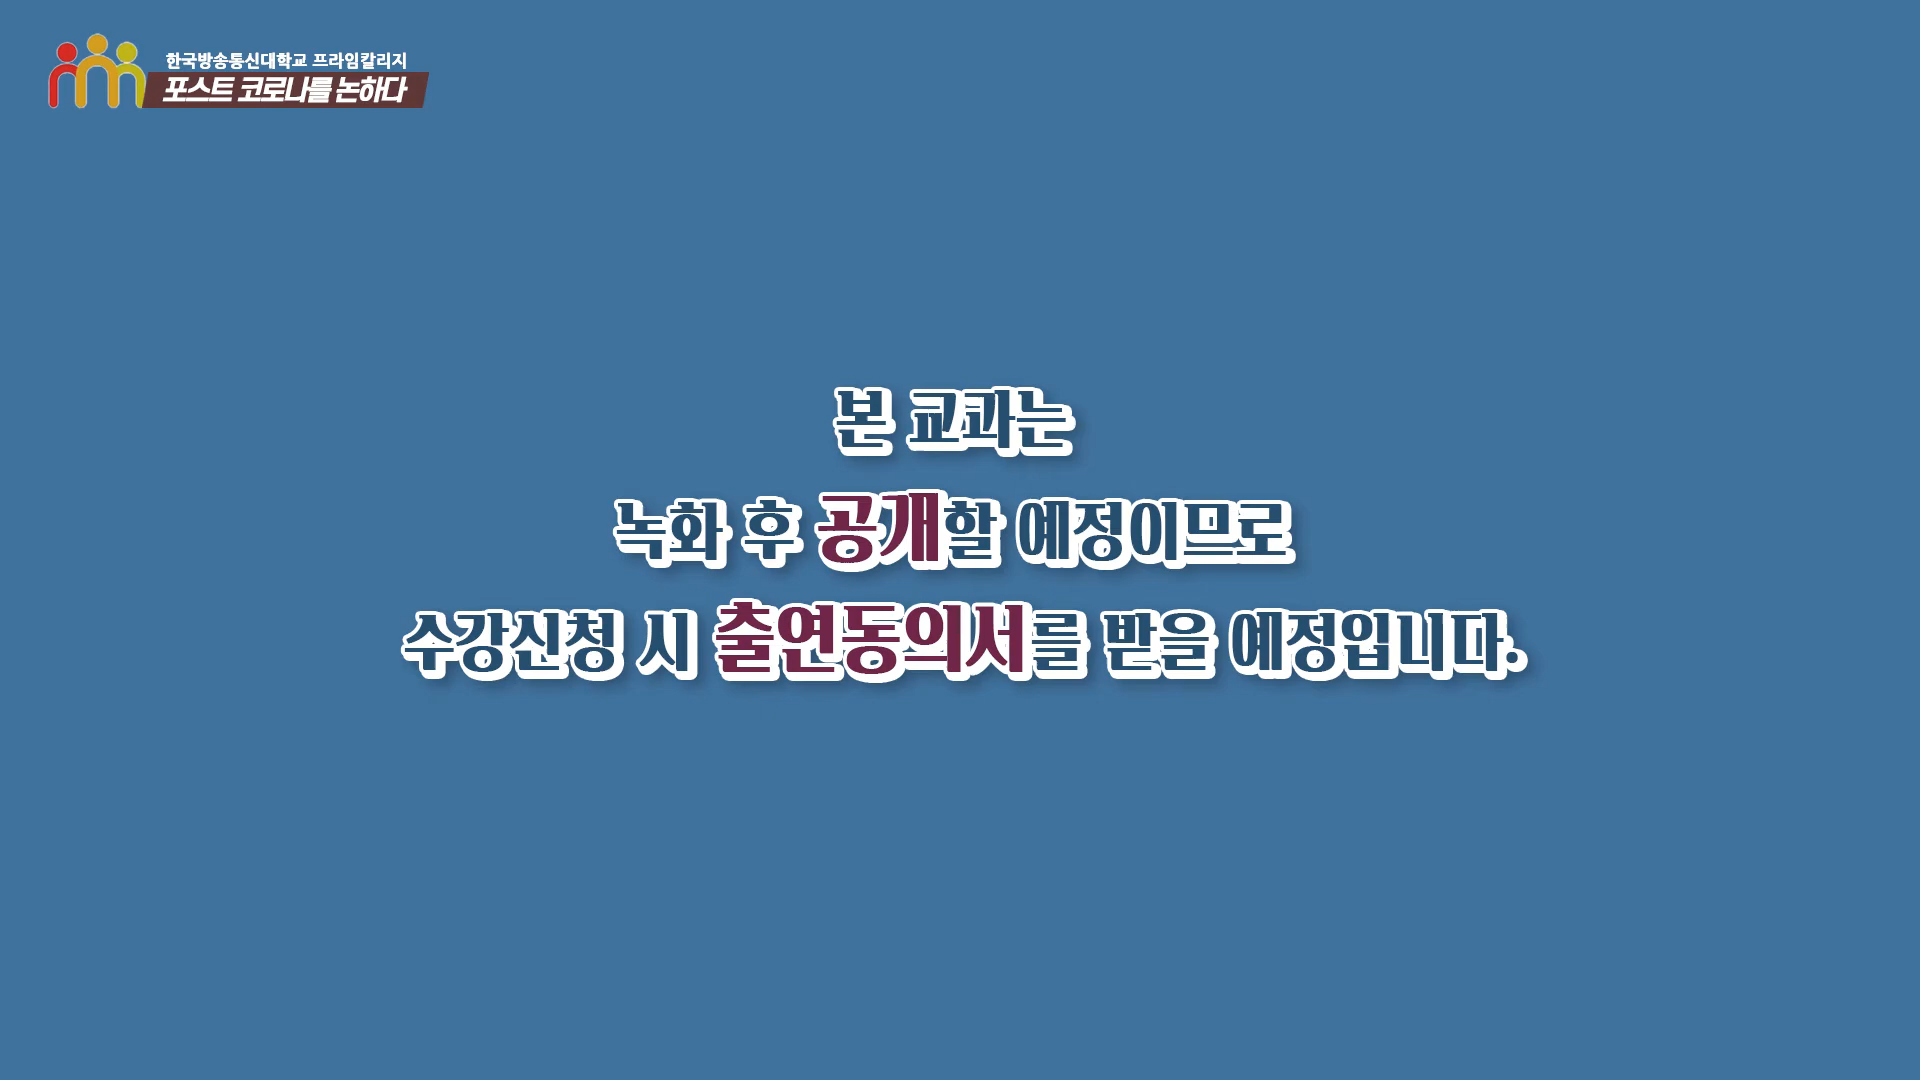 한국방송통신대학교 프라임칼리지
포스트 코로나를 논하다
본 교과는
녹화 후 공개할 예정이므로
수강신청 시 출연동의서를 받을 예정입니다.